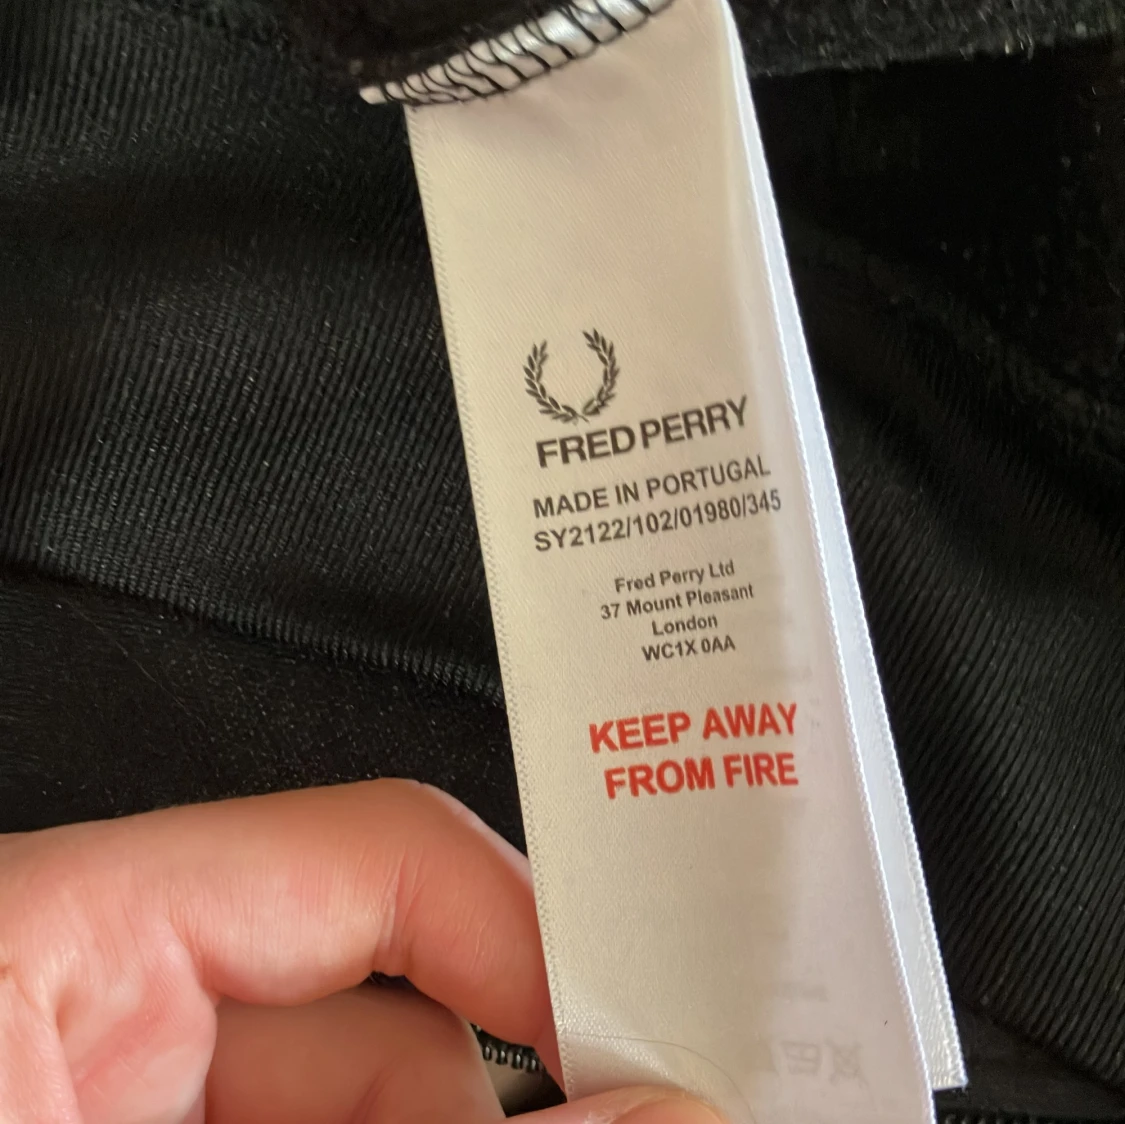 FRED PERRY
MADE IN PORTUGAL
SY2122/102/01980/345
Fred Perry Ltd
37 Mount Pleasant
London
WC1X 0AA
KEEP AWAY
FROM FIRE